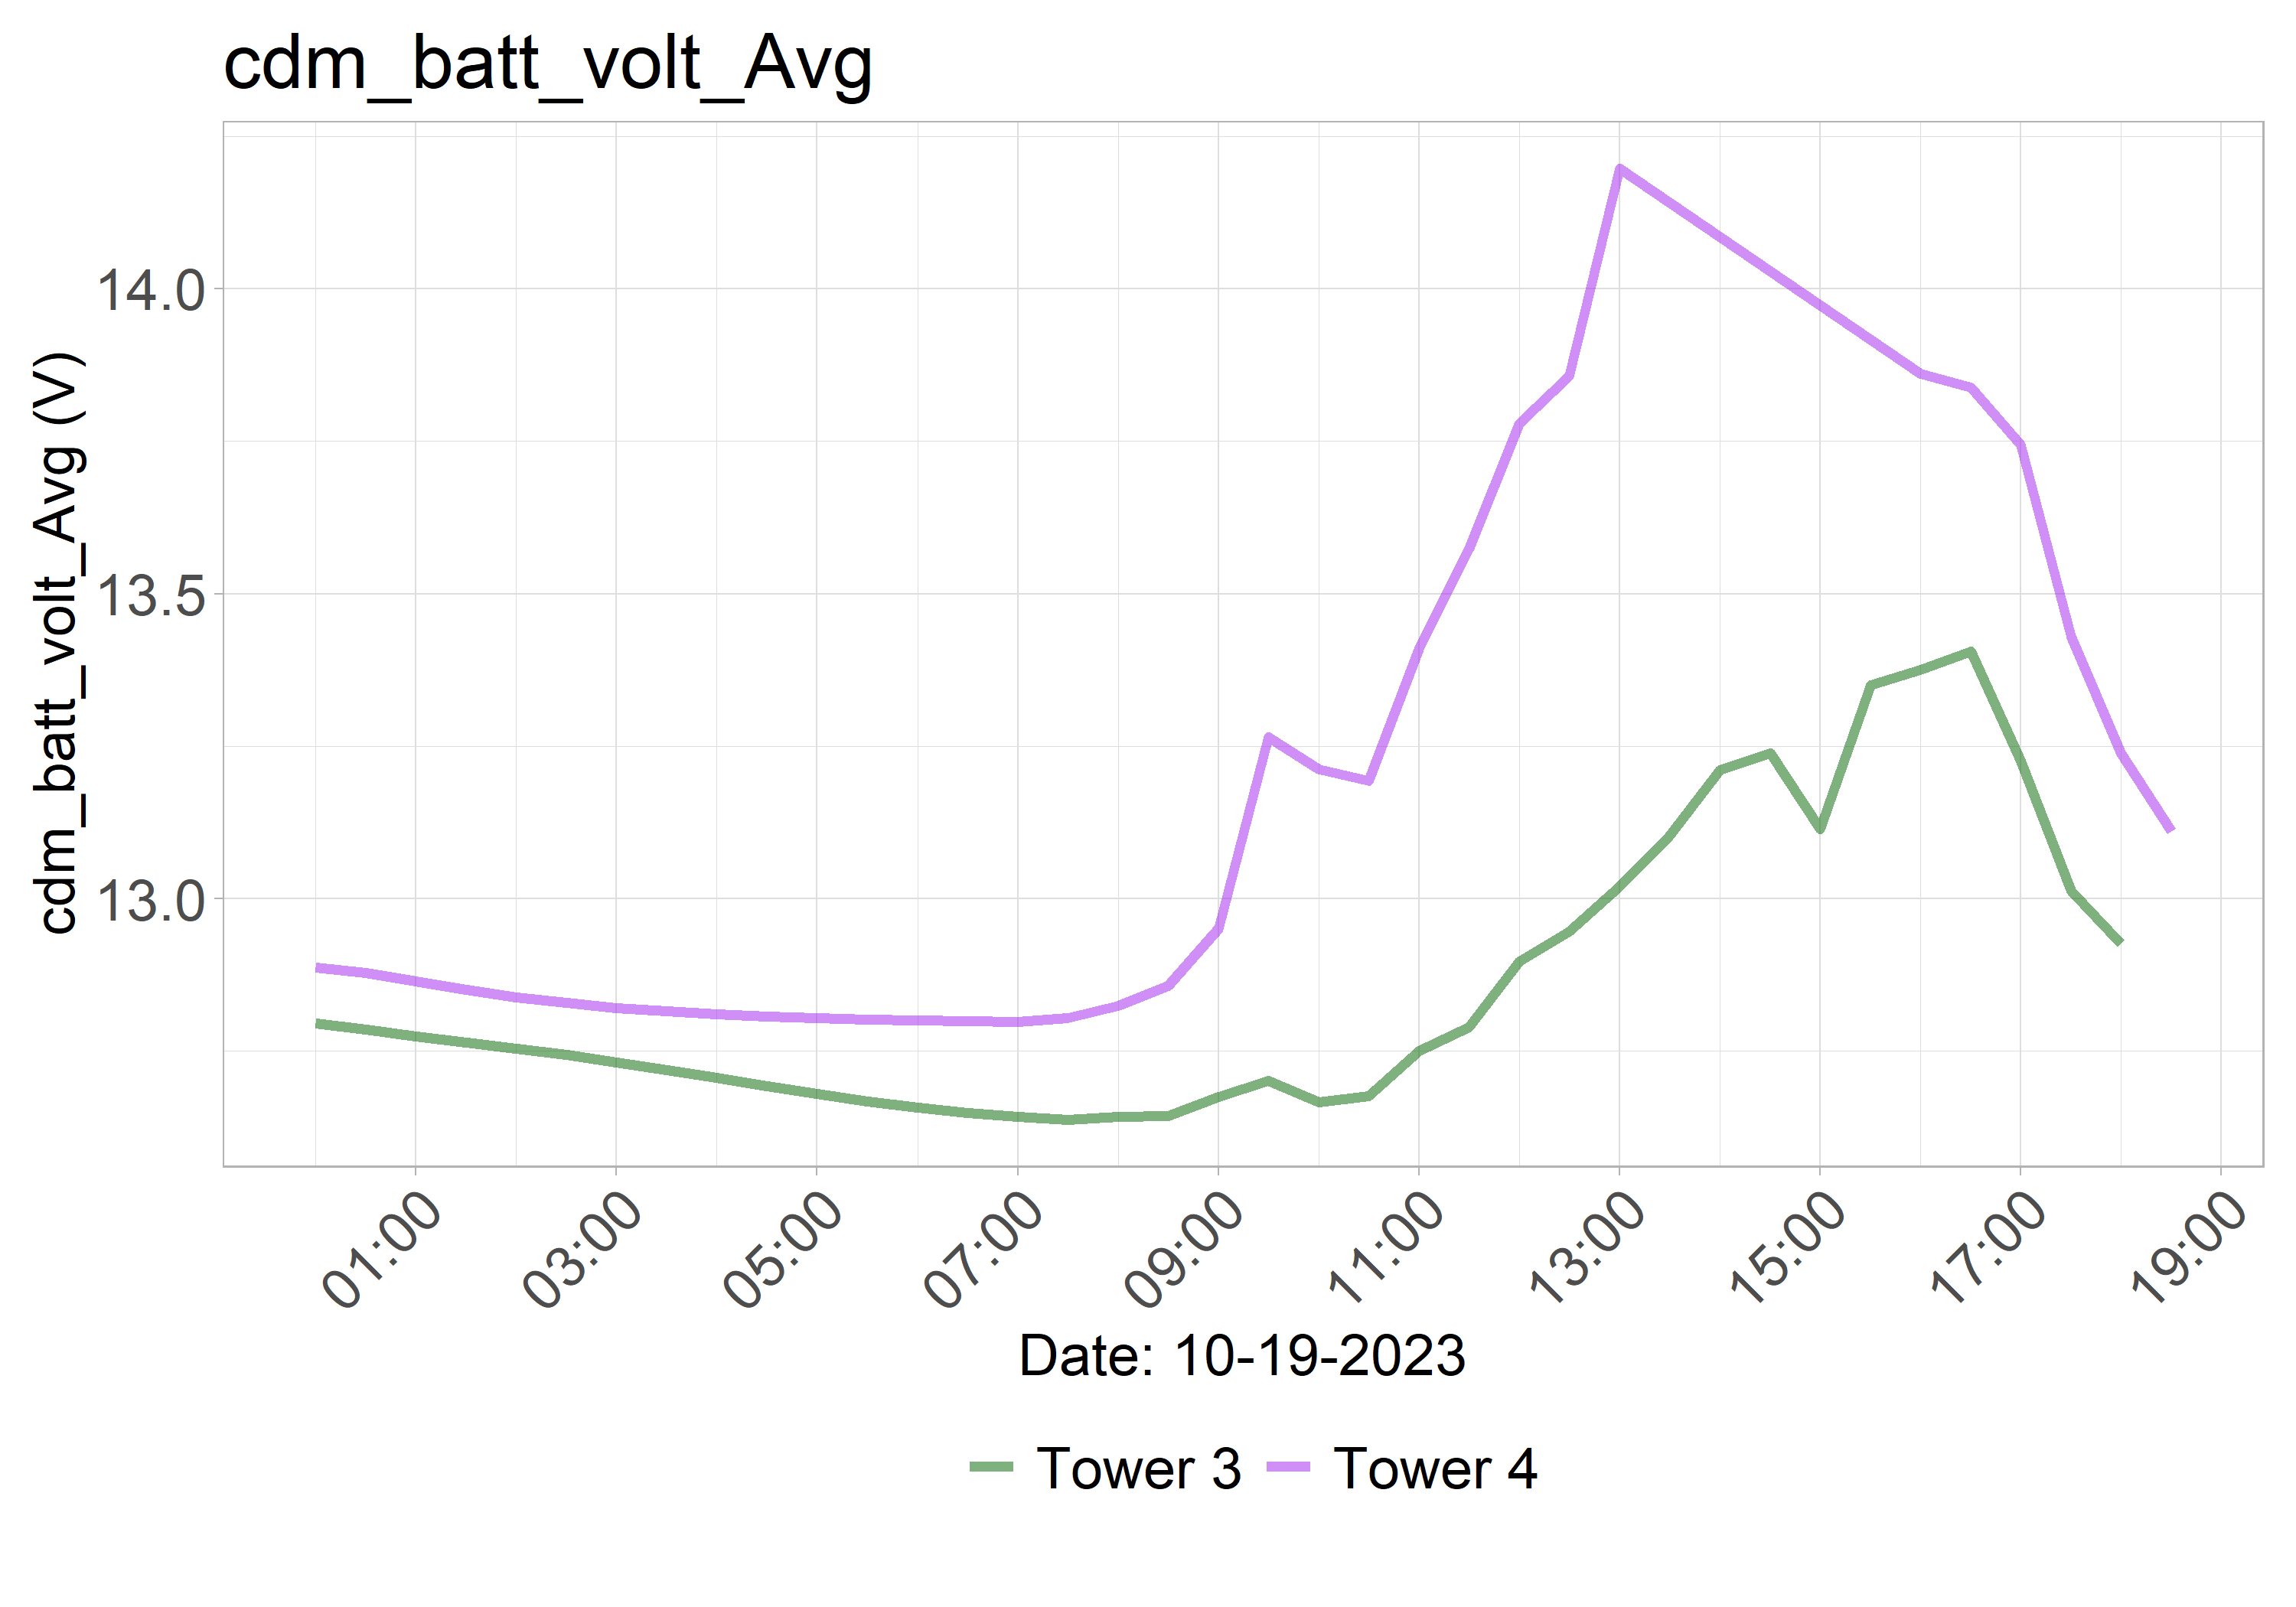 cdm_batt_volt_Avg
cdm_batt_volt_Avg (V)
14.0
13.5
13.0
01:00
03:00
05:00
07:00
09:00
11:00
13:00
15:00
17:00
19:00
Date: 10-19-2023
Tower 3
Tower 4